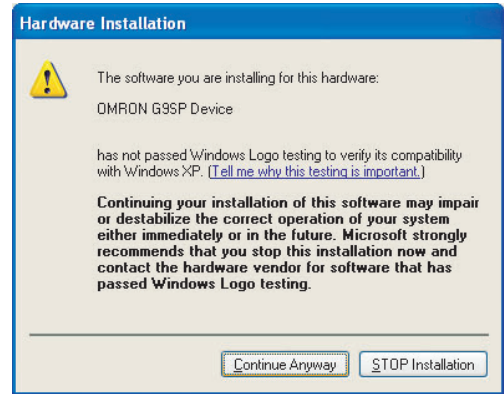 Hardware Installation
The software you are installing for this hardware:
OMRON G9SP Device
has not passed Windows Logo testing to verify its compatibility
with Windows XP. (Tell me why this testing is important.)
Continuing your installation of this software may impair
or destabilize the correct operation of your system
either immediately or in the future. Microsoft strongly
recommends that you stop this installation now and
contact the hardware vendor for software that has
passed Windows Logo testing.
Continue Anyway
STOP Installation